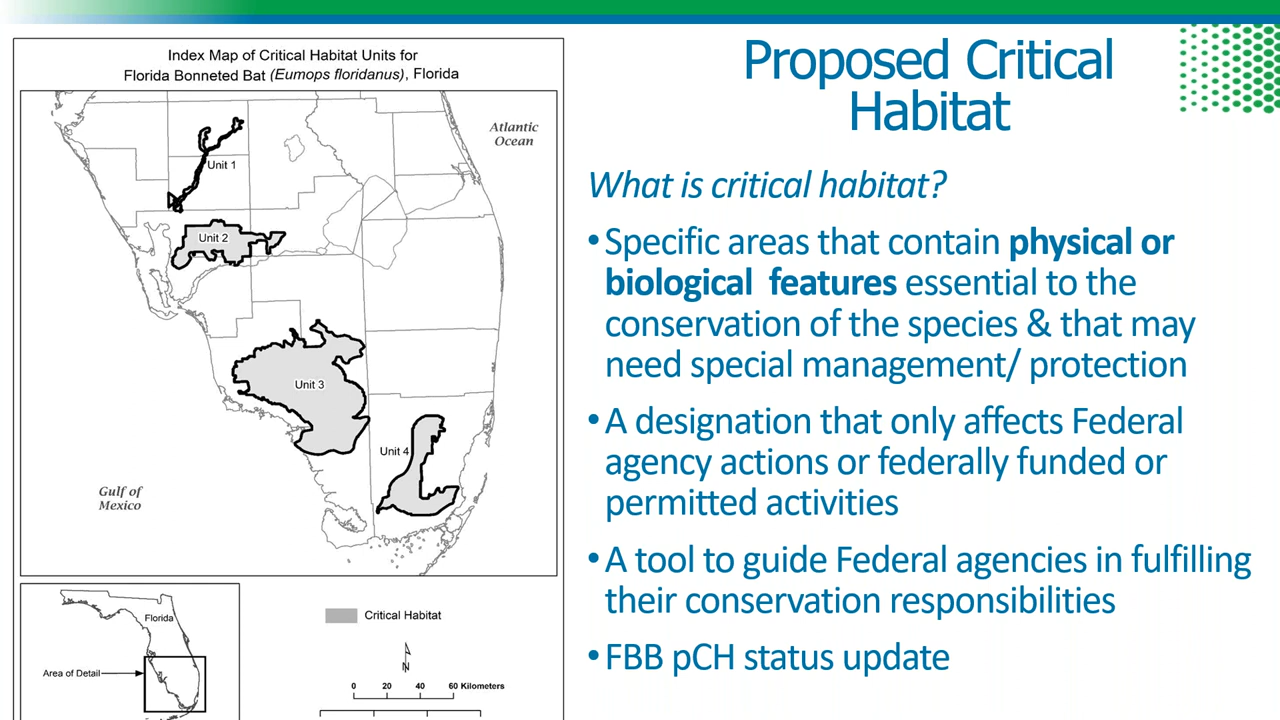 Index Map of Critical Habitat Units for
Florida Bonneted Bat (Eumops floridanus), Florida
Atlantic
Ocean
Unit 1
Unit 2
Unit 3
Unit 4
Gulf of
Mexico
Florida
Area of Detail
Critical Habitat
N
0 20 40 60 Kilometers
Proposed Critical
Habitat
What is critical habitat?
•Specific areas that contain physical or
biological features essential to the
conservation of the species & that may
need special management/ protection
•A designation that only affects Federal
agency actions or federally funded or
permitted activities
•A tool to guide Federal agencies in fulfilling
their conservation responsibilities
•FBB pCH status update